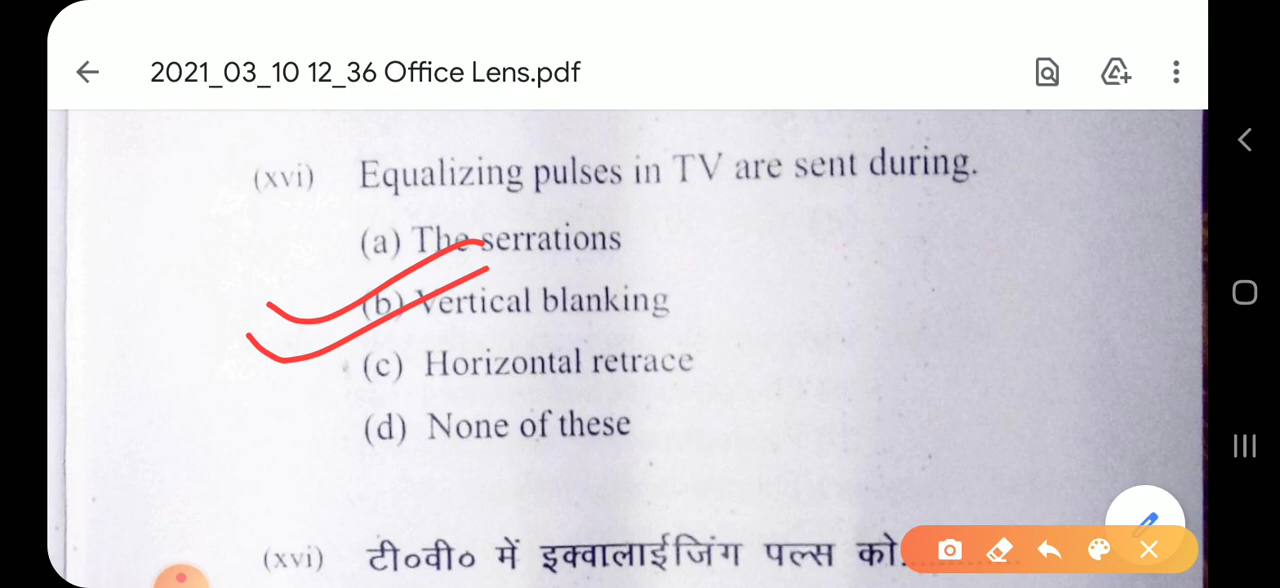 2021_03_10 12_36 Office Lens.pdf
(xvi) Equalizing pulses in TV are sent during.
(a) The serrations
(b) Vertical blanking
(c) Horizontal retrace
(d) None of these
(xvi) टी०वी० में इक्वालाईजिंग पल्स को